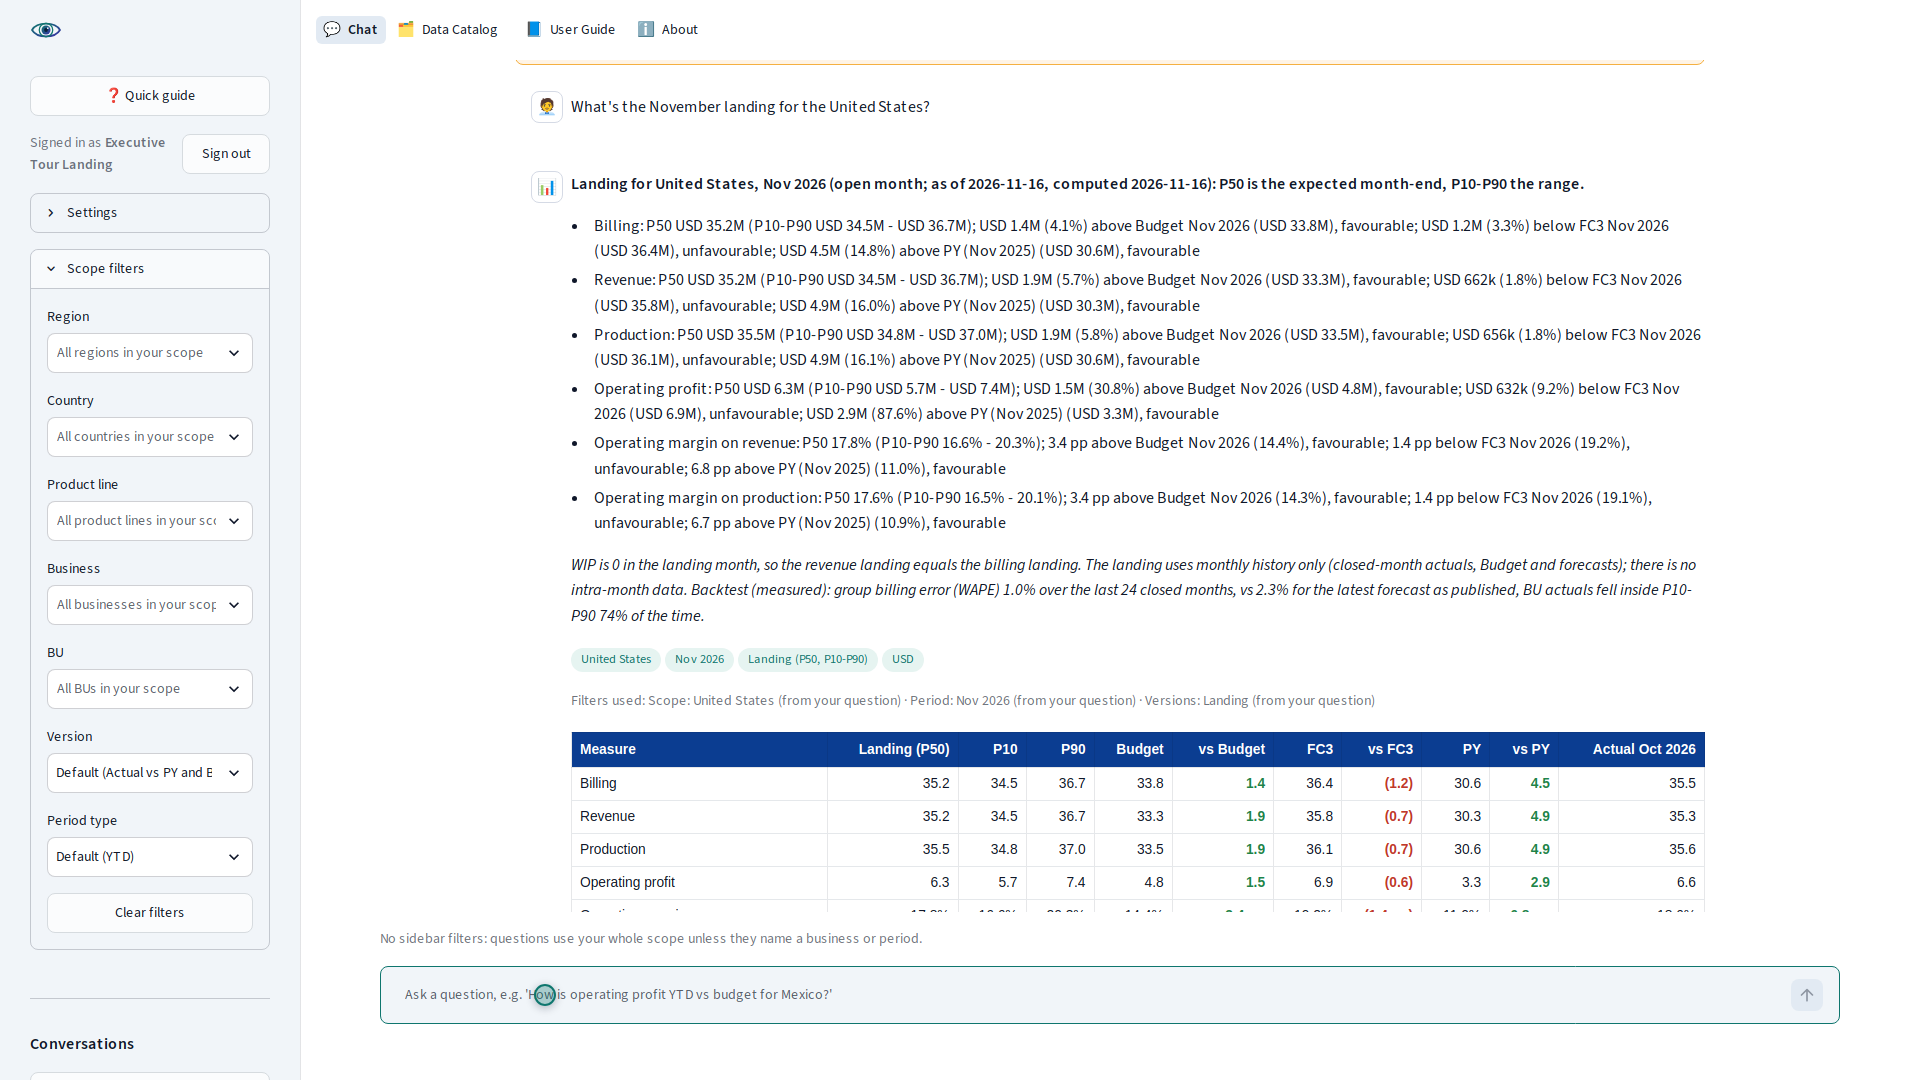 Chat
Data Catalog
User Guide
About
Quick guide
Signed in as Executive
Tour Landing
Sign out
Settings
Scope filters
Region
All regions in your scope
Country
All countries in your scope
Product line
All product lines in your sc
Business
All businesses in your scop
BU
All BUs in your scope
Version
Default (Actual vs PY and B
Period type
Default (YTD)
Clear filters
Conversations
What's the November landing for the United States?
Landing for United States, Nov 2026 (open month; as of 2026-11-16, computed 2026-11-16): P50 is the expected month-end, P10-P90 the range.
• Billing: P50 USD 35.2M (P10-P90 USD 34.5M - USD 36.7M); USD 1.4M (4.1%) above Budget Nov 2026 (USD 33.8M), favourable; USD 1.2M (3.3%) below FC3 Nov 2026
(USD 36.4M), unfavourable; USD 4.5M (14.8%) above PY (Nov 2025) (USD 30.6M), favourable
• Revenue: P50 USD 35.2M (P10-P90 USD 34.5M - USD 36.7M); USD 1.9M (5.7%) above Budget Nov 2026 (USD 33.3M), favourable; USD 662k (1.8%) below FC3 Nov 2026
(USD 35.8M), unfavourable; USD 4.9M (16.0%) above PY (Nov 2025) (USD 30.3M), favourable
• Production: P50 USD 35.5M (P10-P90 USD 34.8M - USD 37.0M); USD 1.9M (5.8%) above Budget Nov 2026 (USD 33.5M), favourable; USD 656k (1.8%) below FC3 Nov 2026
(USD 36.1M), unfavourable; USD 4.9M (16.1%) above PY (Nov 2025) (USD 30.6M), favourable
• Operating profit: P50 USD 6.3M (P10-P90 USD 5.7M - USD 7.4M); USD 1.5M (30.8%) above Budget Nov 2026 (USD 4.8M), favourable; USD 632k (9.2%) below FC3 Nov
2026 (USD 6.9M), unfavourable; USD 2.9M (87.6%) above PY (Nov 2025) (USD 3.3M), favourable
• Operating margin on revenue: P50 17.8% (P10-P90 16.6% - 20.3%); 3.4 pp above Budget Nov 2026 (14.4%), favourable; 1.4 pp below FC3 Nov 2026 (19.2%),
unfavourable; 6.8 pp above PY (Nov 2025) (11.0%), favourable
• Operating margin on production: P50 17.6% (P10-P90 16.5% - 20.1%); 3.4 pp above Budget Nov 2026 (14.3%), favourable; 1.4 pp below FC3 Nov 2026 (19.1%),
unfavourable; 6.7 pp above PY (Nov 2025) (10.9%), favourable
WIP is 0 in the landing month, so the revenue landing equals the billing landing. The landing uses monthly history only (closed-month actuals, Budget and forecasts); there is no
intra-month data. Backtest (measured): group billing error (WAPE) 1.0% over the last 24 closed months, vs 2.3% for the latest forecast as published, BU actuals fell inside P10-
P90 74% of the time.
United States Nov 2026 Landing (P50, P10-P90) USD
Filters used: Scope: United States (from your question) · Period: Nov 2026 (from your question) · Versions: Landing (from your question)
Measure Landing (P50) P10 P90 Budget vs Budget FC3 vs FC3 PY vs PY Actual Oct 2026
Billing 35.2 34.5 36.7 33.8 1.4 36.4 (1.2) 30.6 4.5 35.5
Revenue 35.2 34.5 36.7 33.3 1.9 35.8 (0.7) 30.3 4.9 35.3
Production 35.5 34.8 37.0 33.5 1.9 36.1 (0.7) 30.6 4.9 35.6
Operating profit 6.3 5.7 7.4 4.8 1.5 6.9 (0.6) 3.3 2.9 6.6
No sidebar filters: questions use your whole scope unless they name a business or period.
Ask a question, e.g. 'How is operating profit YTD vs budget for Mexico?'